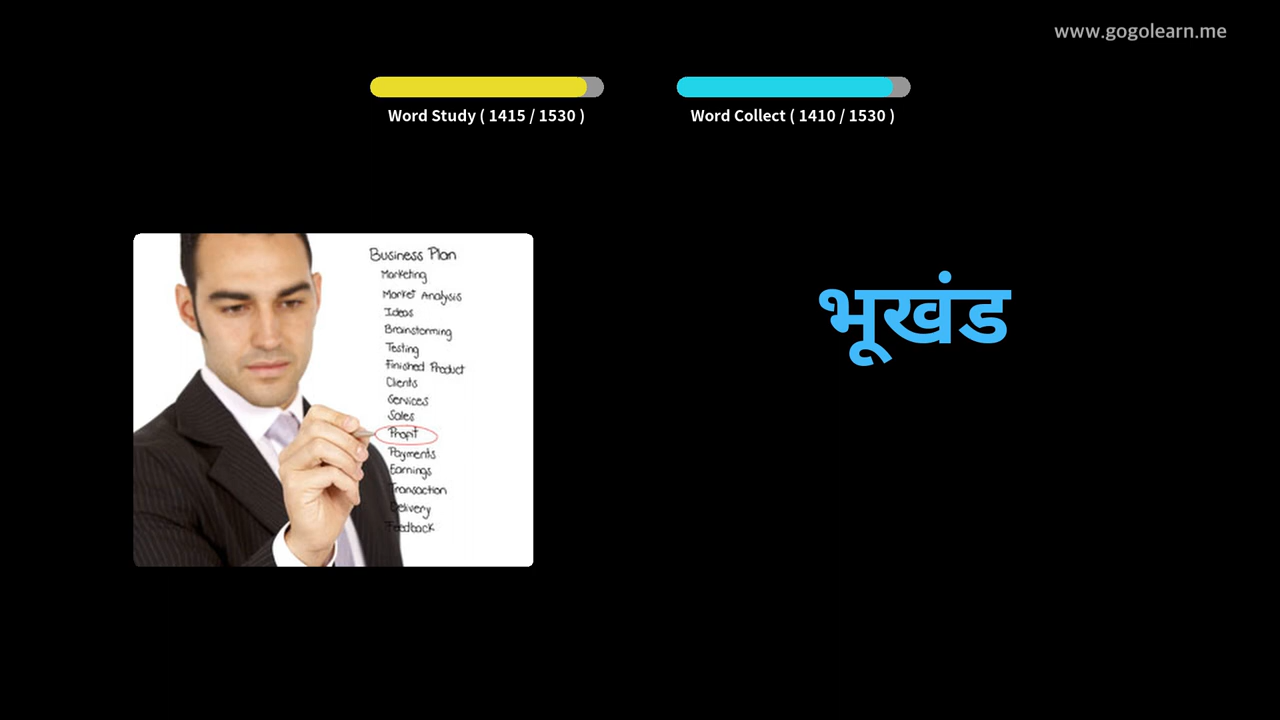 www.gogolearn.me
Word Study ( 1415 / 1530 )
Word Collect ( 1410 / 1530 )
Business Plan
Marketing
Market Analysis
Ideas
Brainstorming
Testing
Finished Product
Clients
Services
Sales
Profit
Payments
Earnings
Transaction
Delivery
Feedback
भूखंड